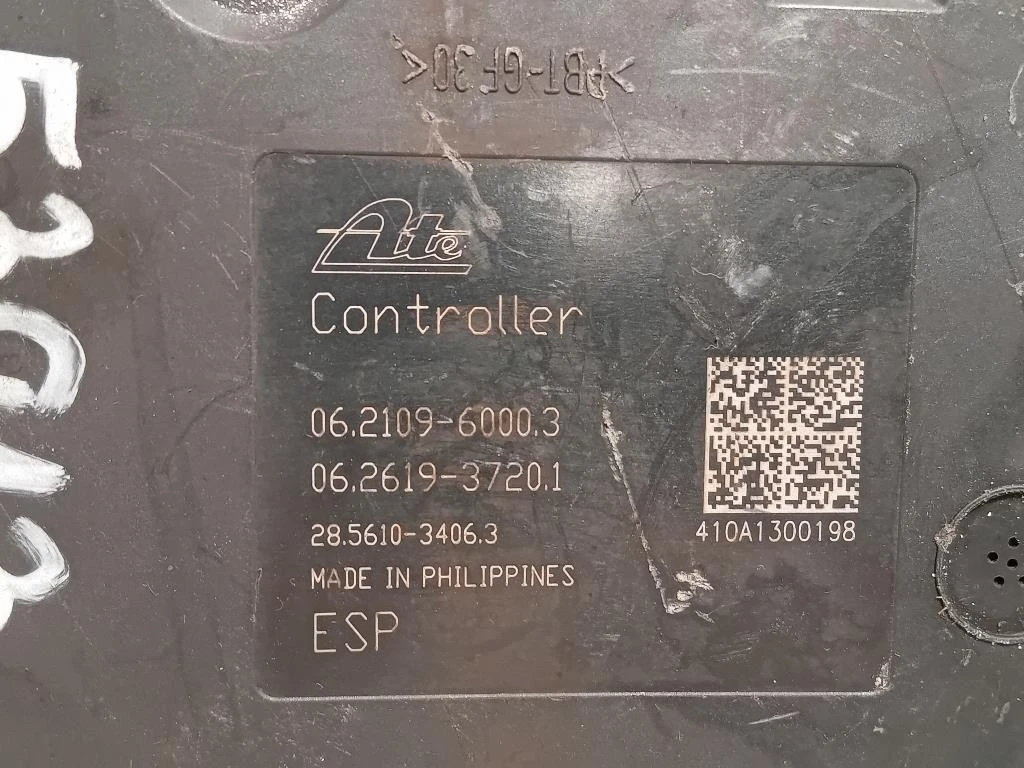 >PBT-GF30<
Ate
Controller
06.2109-6000.3
06.2619-3720.1
28.5610-3406.3
MADE IN PHILIPPINES
ESP
410A1300198